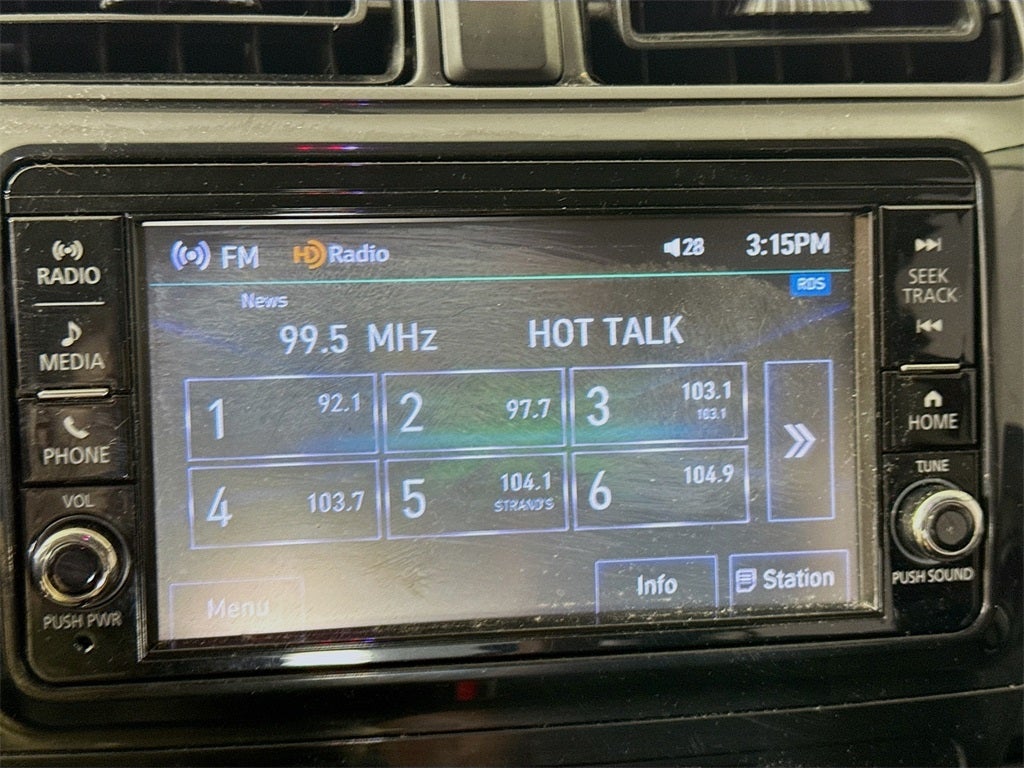 RADIO
MEDIA
PHONE
VOL
PUSH PWR
FM HD Radio 28 3:15PM
RDS
News
99.5 MHz HOT TALK
1 92.1
2 97.7
3 103.1
103.1
4 103.7
5 104.1
STRAND'S
6 104.9
Menu
Info
Station
SEEK
TRACK
HOME
TUNE
PUSH SOUND